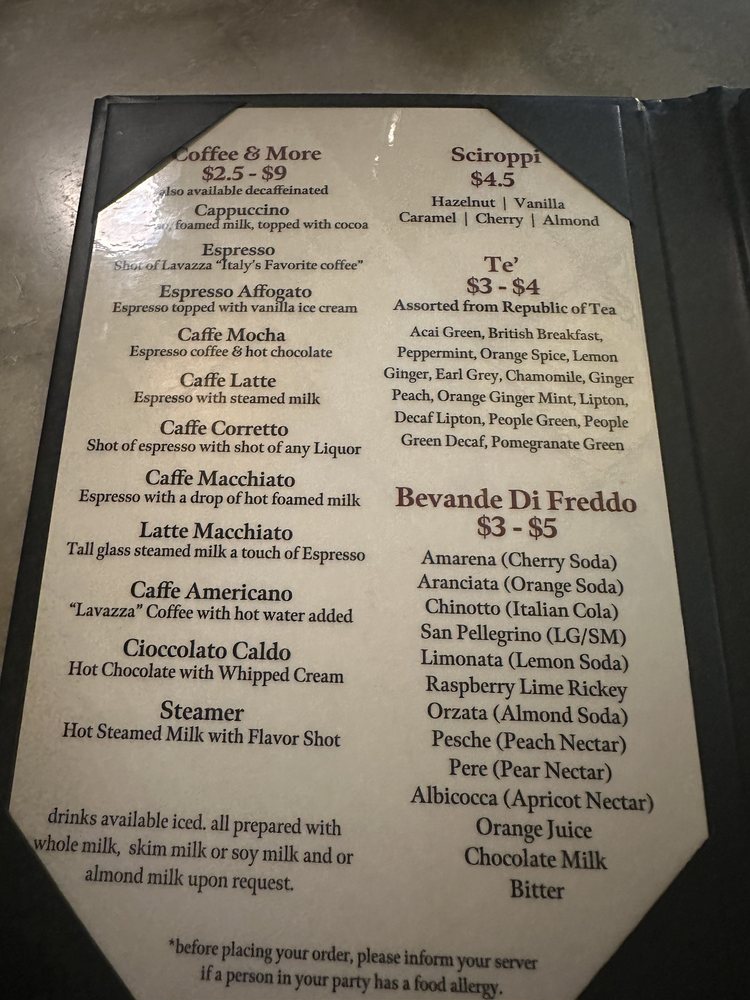 Coffee & More
$2.5 - $9
also available decaffeinated
Cappuccino
foamed milk, topped with cocoa
Espresso
Shot of Lavazza "Italy's Favorite coffee"
Espresso Affogato
Espresso topped with vanilla ice cream
Caffe Mocha
Espresso coffee & hot chocolate
Caffe Latte
Espresso with steamed milk
Caffe Corretto
Shot of espresso with shot of any Liquor
Caffe Macchiato
Espresso with a drop of hot foamed milk
Latte Macchiato
Tall glass steamed milk a touch of Espresso
Caffe Americano
"Lavazza" Coffee with hot water added
Cioccolato Caldo
Hot Chocolate with Whipped Cream
Steamer
Hot Steamed Milk with Flavor Shot
drinks available iced. all prepared with
whole milk, skim milk or soy milk and or
almond milk upon request.
Sciroppi
$4.5
Hazelnut | Vanilla
Caramel | Cherry | Almond
Te'
$3 - $4
Assorted from Republic of Tea
Acai Green, British Breakfast,
Peppermint, Orange Spice, Lemon
Ginger, Earl Grey, Chamomile, Ginger
Peach, Orange Ginger Mint, Lipton,
Decaf Lipton, People Green, People
Green Decaf, Pomegranate Green
Bevande Di Freddo
$3 - $5
Amarena (Cherry Soda)
Aranciata (Orange Soda)
Chinotto (Italian Cola)
San Pellegrino (LG/SM)
Limonata (Lemon Soda)
Raspberry Lime Rickey
Orzata (Almond Soda)
Pesche (Peach Nectar)
Pere (Pear Nectar)
Albicocca (Apricot Nectar)
Orange Juice
Chocolate Milk
Bitter
*before placing your order, please inform your server
if a person in your party has a food allergy.